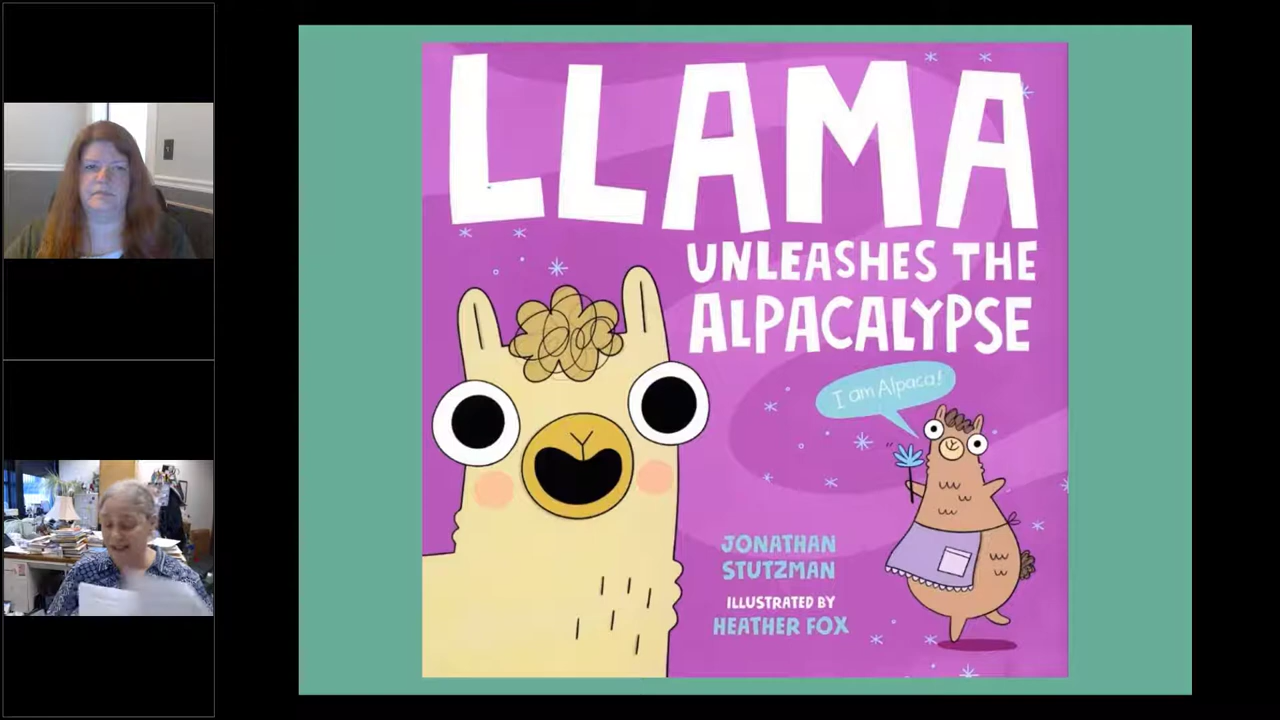 LLAMA
UNLEASHES THE
ALPACALYPSE
I am Alpaca!
JONATHAN
STUTZMAN
ILLUSTRATED BY
HEATHER FOX